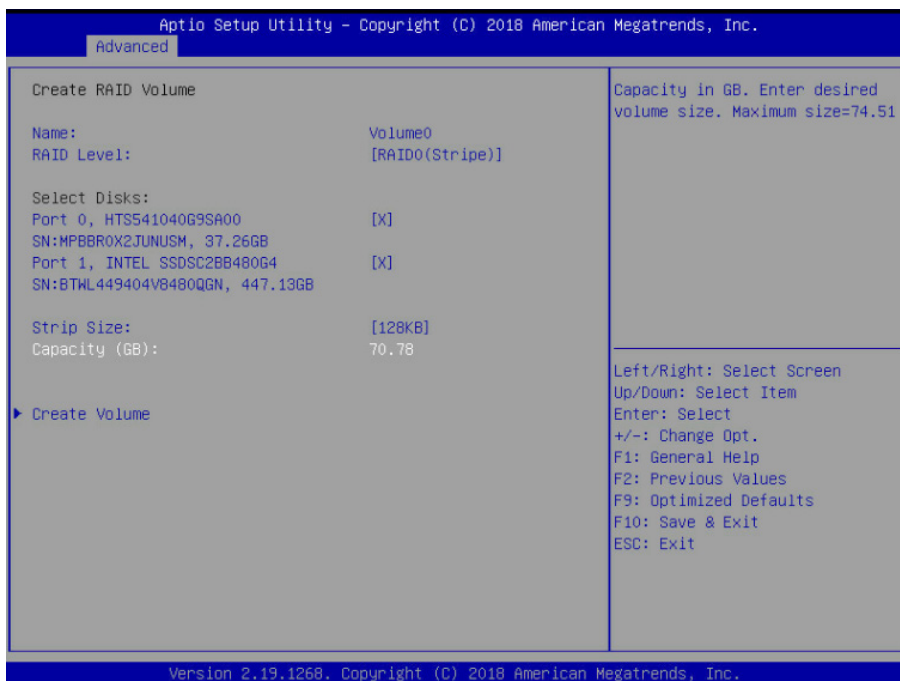 Aptio Setup Utility – Copyright (C) 2018 American Megatrends, Inc.
Advanced
Create RAID Volume
Name: Volume0
RAID Level: [RAID0(Stripe)]
Select Disks:
Port 0, HTS541040G9SA00 [X]
SN:MPBBR0X2JUNUSM, 37.26GB
Port 1, INTEL SSDSC2BB480G4 [X]
SN:BTWL449404V8480QGN, 447.13GB
Strip Size: [128KB]
Capacity (GB): 70.78
Create Volume
Capacity in GB. Enter desired
volume size. Maximum size=74.51
Left/Right: Select Screen
Up/Down: Select Item
Enter: Select
+/-: Change Opt.
F1: General Help
F2: Previous Values
F9: Optimized Defaults
F10: Save & Exit
ESC: Exit
Version 2.19.1268. Copyright (C) 2018 American Megatrends, Inc.